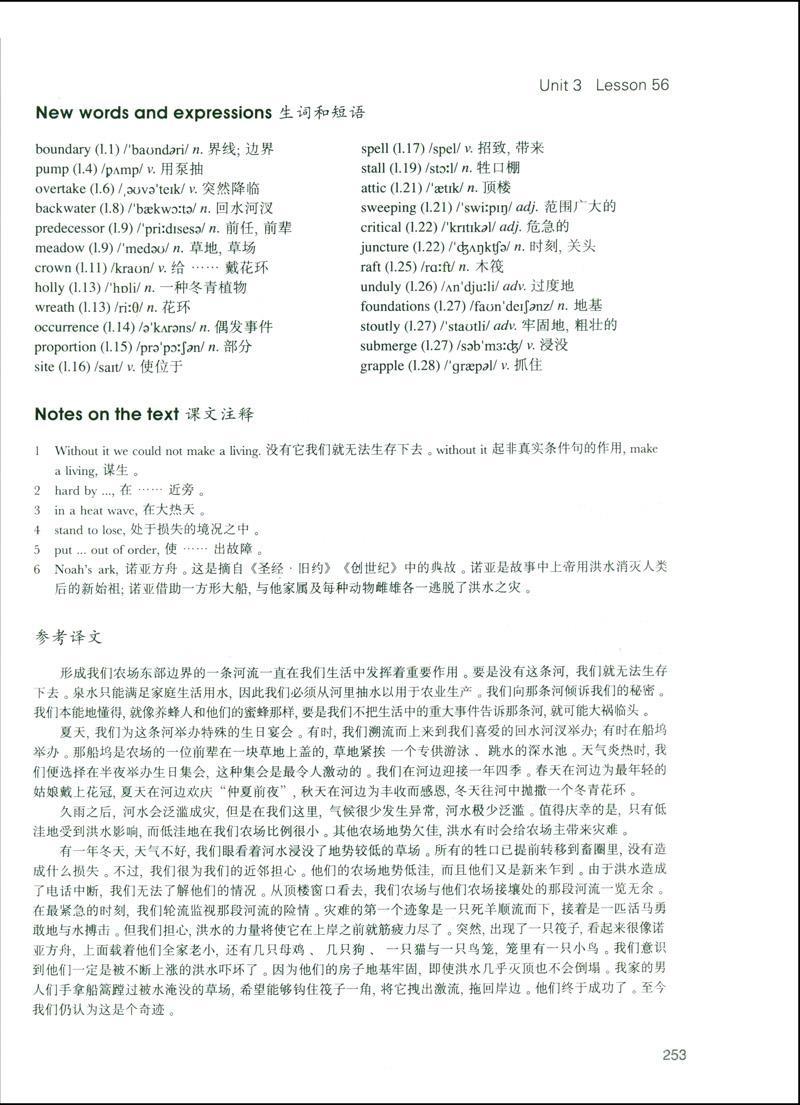 Unit 3 Lesson 56
New words and expressions 生词和短语
boundary (l.1) /ˈbaʊndəri/ n. 界线; 边界
pump (l.4) /pʌmp/ v. 用泵抽
overtake (l.6) /ˌəʊvəˈteɪk/ v. 突然降临
backwater (l.8) /ˈbækwɔːtə/ n. 回水河汊
predecessor (l.9) /ˈpriːdɪsesə/ n. 前任, 前辈
meadow (l.9) /ˈmedəʊ/ n. 草地, 草场
crown (l.11) /kraʊn/ v. 给 …… 戴花环
holly (l.13) /ˈhɒli/ n. 一种冬青植物
wreath (l.13) /riːθ/ n. 花环
occurrence (l.14) /əˈkʌrəns/ n. 偶发事件
proportion (l.15) /prəˈpɔːʃən/ n. 部分
site (l.16) /saɪt/ v. 使位于
spell (l.17) /spel/ v. 招致, 带来
stall (l.19) /stɔːl/ n. 牲口棚
attic (l.21) /ˈætɪk/ n. 顶楼
sweeping (l.21) /ˈswiːpɪŋ/ adj. 范围广大的
critical (l.22) /ˈkrɪtɪkəl/ adj. 危急的
juncture (l.22) /ˈʤʌŋktʃə/ n. 时刻, 关头
raft (l.25) /rɑːft/ n. 木筏
unduly (l.26) /ʌnˈdjuːli/ adv. 过度地
foundations (l.27) /faʊnˈdeɪʃənz/ n. 地基
stoutly (l.27) /ˈstaʊtli/ adv. 牢固地, 粗壮的
submerge (l.27) /səbˈmɜːʤ/ v. 浸没
grapple (l.28) /ˈɡræpəl/ v. 抓住
Notes on the text 课文注释
1 Without it we could not make a living. 没有它我们就无法生存下去。without it 起非真实条件句的作用, make
a living, 谋生。
2 hard by ..., 在 …… 近旁。
3 in a heat wave, 在大热天。
4 stand to lose, 处于损失的境况之中。
5 put ... out of order, 使 …… 出故障。
6 Noah's ark, 诺亚方舟。这是摘自《圣经·旧约》《创世纪》中的典故。诺亚是故事中上帝用洪水消灭人类
后的新始祖; 诺亚借助一方形大船, 与他家属及每种动物雌雄各一逃脱了洪水之灾。
参考译文
形成我们农场东部边界的一条河流一直在我们生活中发挥着重要作用。要是没有这条河, 我们就无法生存
下去。泉水只能满足家庭生活用水, 因此我们必须从河里抽水以用于农业生产。我们向那条河倾诉我们的秘密。
我们本能地懂得, 就像养蜂人和他们的蜜蜂那样, 要是我们不把生活中的重大事件告诉那条河, 就可能大祸临头。
夏天, 我们为这条河举办特殊的生日宴会。有时, 我们溯流而上来到我们喜爱的回水河汊举办; 有时在船坞
举办。那船坞是农场的一位前辈在一块草地上盖的, 草地紧挨 一个专供游泳、跳水的深水池。天气炎热时, 我
们便选择在半夜举办生日集会, 这种集会是最令人激动的。我们在河边迎接一年四季。春天在河边为最年轻的
姑娘戴上花冠, 夏天在河边欢庆“仲夏前夜”, 秋天在河边为丰收而感恩, 冬天往河中抛撒一个冬青花环。
久雨之后, 河水会泛滥成灾, 但是在我们这里, 气候很少发生异常, 河水极少泛滥。值得庆幸的是, 只有低
洼地受到洪水影响, 而低洼地在我们农场比例很小。其他农场地势欠佳, 洪水有时会给农场主带来灾难。
有一年冬天, 天气不好, 我们眼看着河水浸没了地势较低的草场。所有的牲口已提前转移到畜圈里, 没有造
成什么损失。不过, 我们很为我们的近邻担心。他们的农场地势低洼, 而且他们又是新来乍到。由于洪水造成
了电话中断, 我们无法了解他们的情况。从顶楼窗口看去, 我们农场与他们农场接壤处的那段河流一览无余。
在最紧急的时刻, 我们轮流监视那段河流的险情。灾难的第一个迹象是一只死羊顺流而下, 接着是一匹活马勇
敢地与水搏击。但我们担心, 洪水的力量将使它在上岸之前就筋疲力尽了。突然, 出现了一只筏子, 看起来很像诺
亚方舟, 上面载着他们全家老小, 还有几只母鸡、几只狗、一只猫与一只鸟笼, 笼里有一只小鸟。我们意识
到他们一定是被不断上涨的洪水吓坏了。因为他们的房子地基牢固, 即使洪水几乎灭顶也不会倒塌。我家的男
人们手拿船篙蹚过被水淹没的草场, 希望能够钩住筏子一角, 将它拽出激流, 拖回岸边。他们终于成功了。至今
我们仍认为这是个奇迹。
253